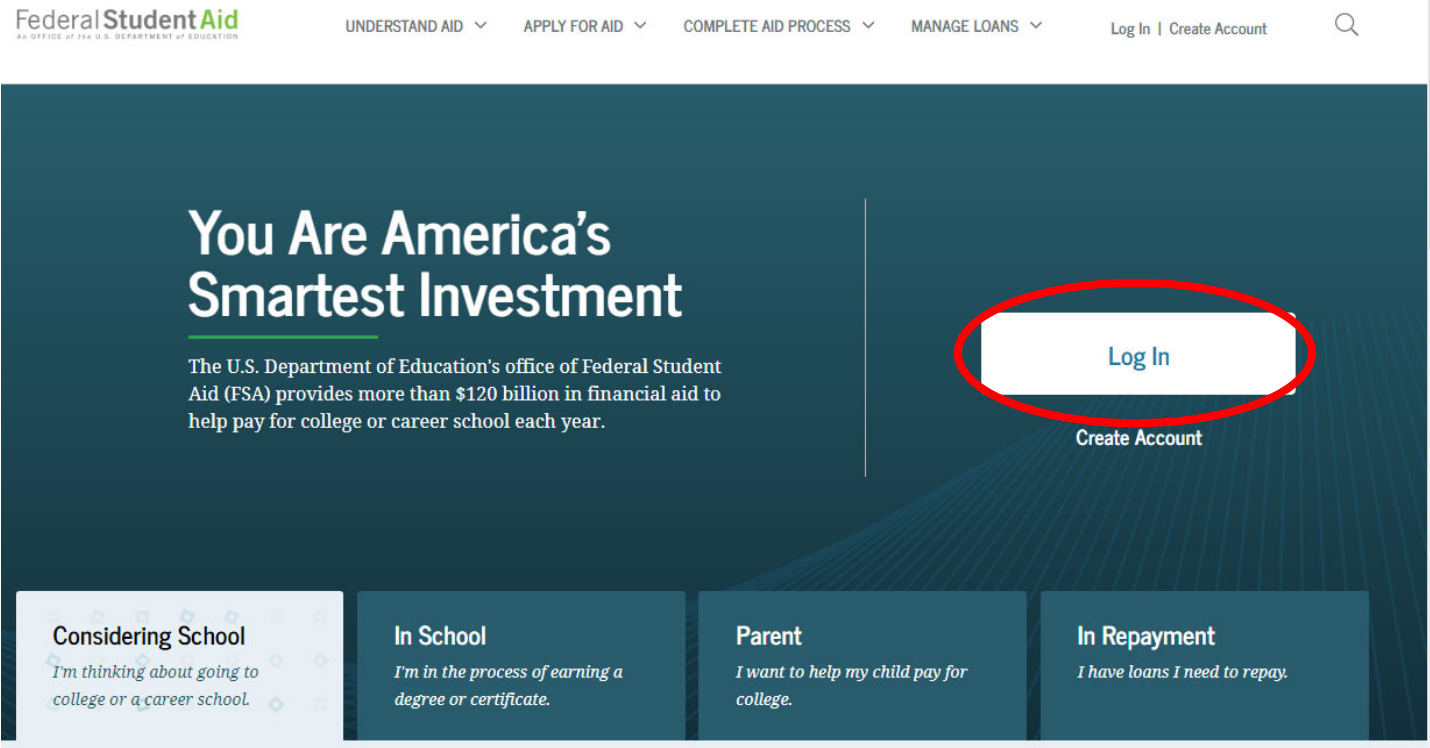 Federal Student Aid
An OFFICE of the U.S. DEPARTMENT of EDUCATION
UNDERSTAND AID
APPLY FOR AID
COMPLETE AID PROCESS
MANAGE LOANS
Log In | Create Account
You Are America's
Smartest Investment
The U.S. Department of Education's office of Federal Student
Aid (FSA) provides more than $120 billion in financial aid to
help pay for college or career school each year.
Log In
Create Account
Considering School
I'm thinking about going to
college or a career school.
In School
I'm in the process of earning a
degree or certificate.
Parent
I want to help my child pay for
college.
In Repayment
I have loans I need to repay.